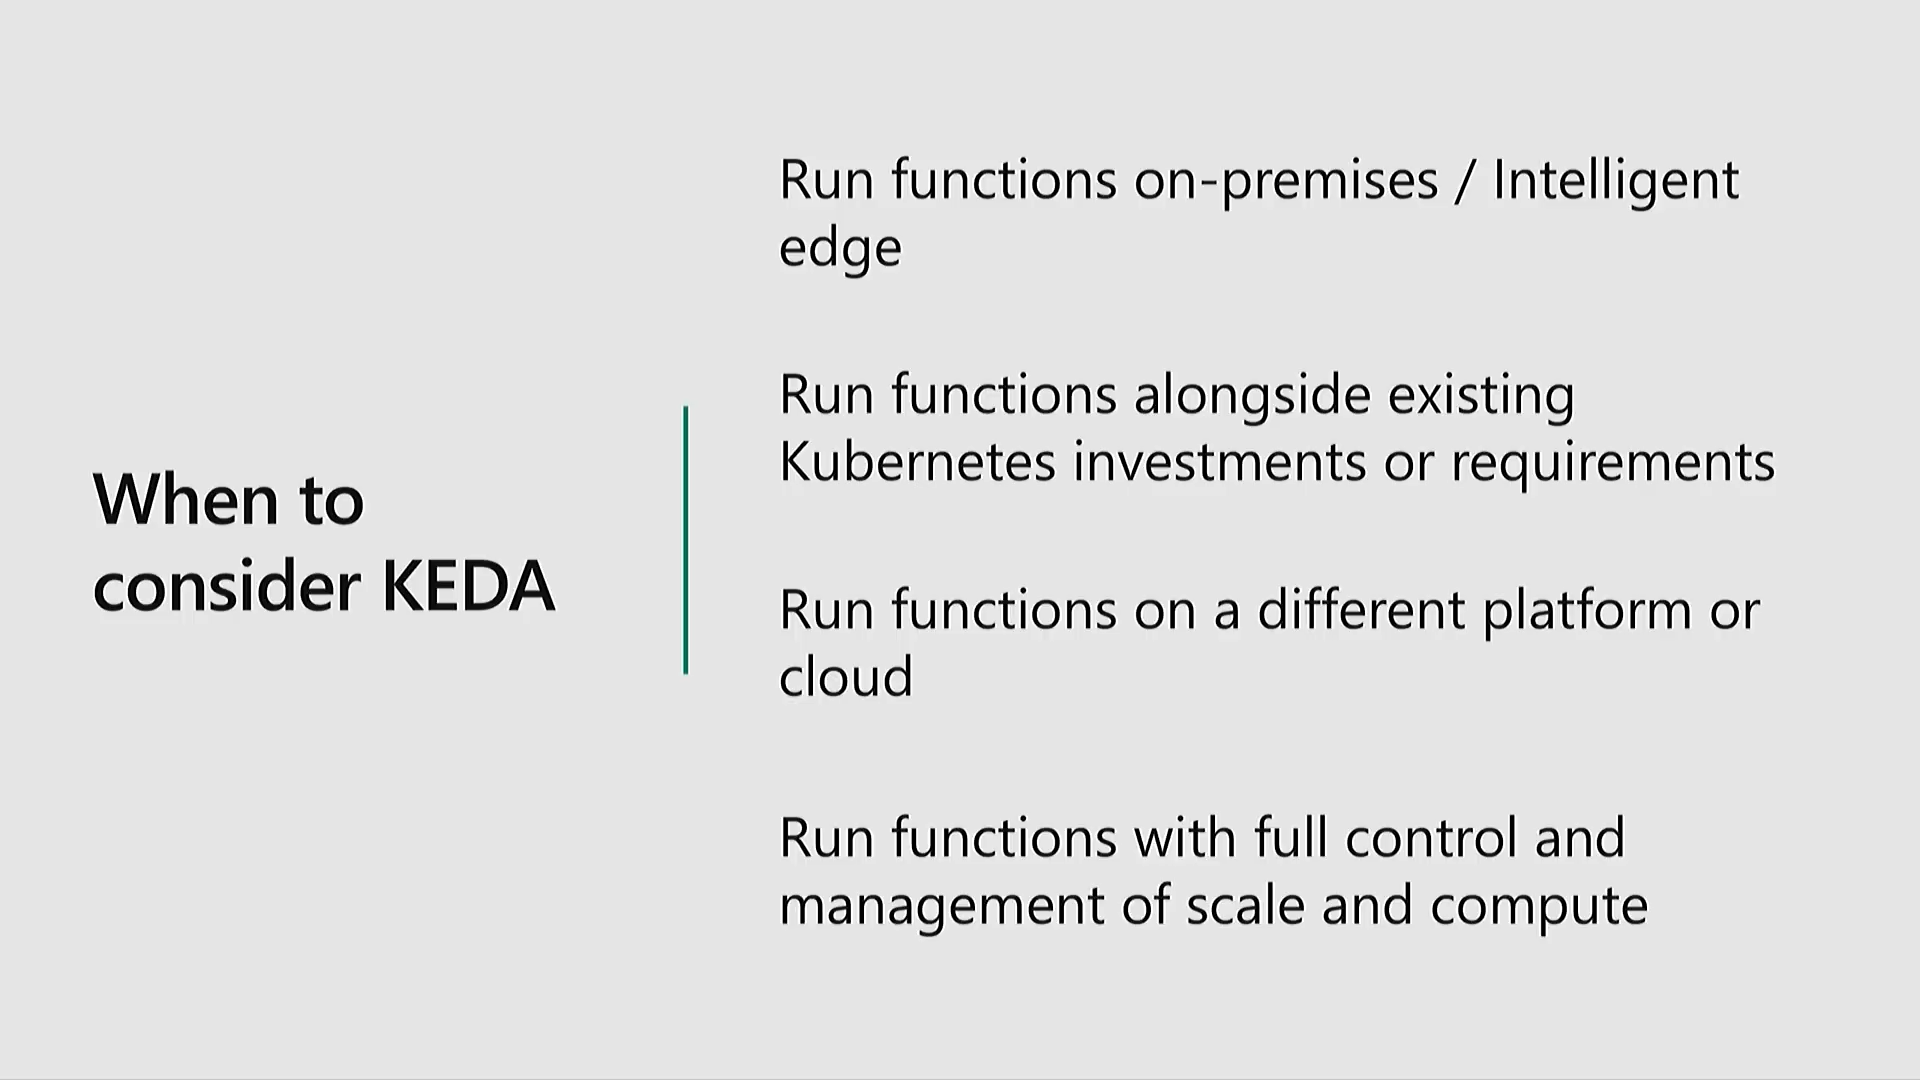 When to
consider KEDA
Run functions on-premises / Intelligent
edge
Run functions alongside existing
Kubernetes investments or requirements
Run functions on a different platform or
cloud
Run functions with full control and
management of scale and compute